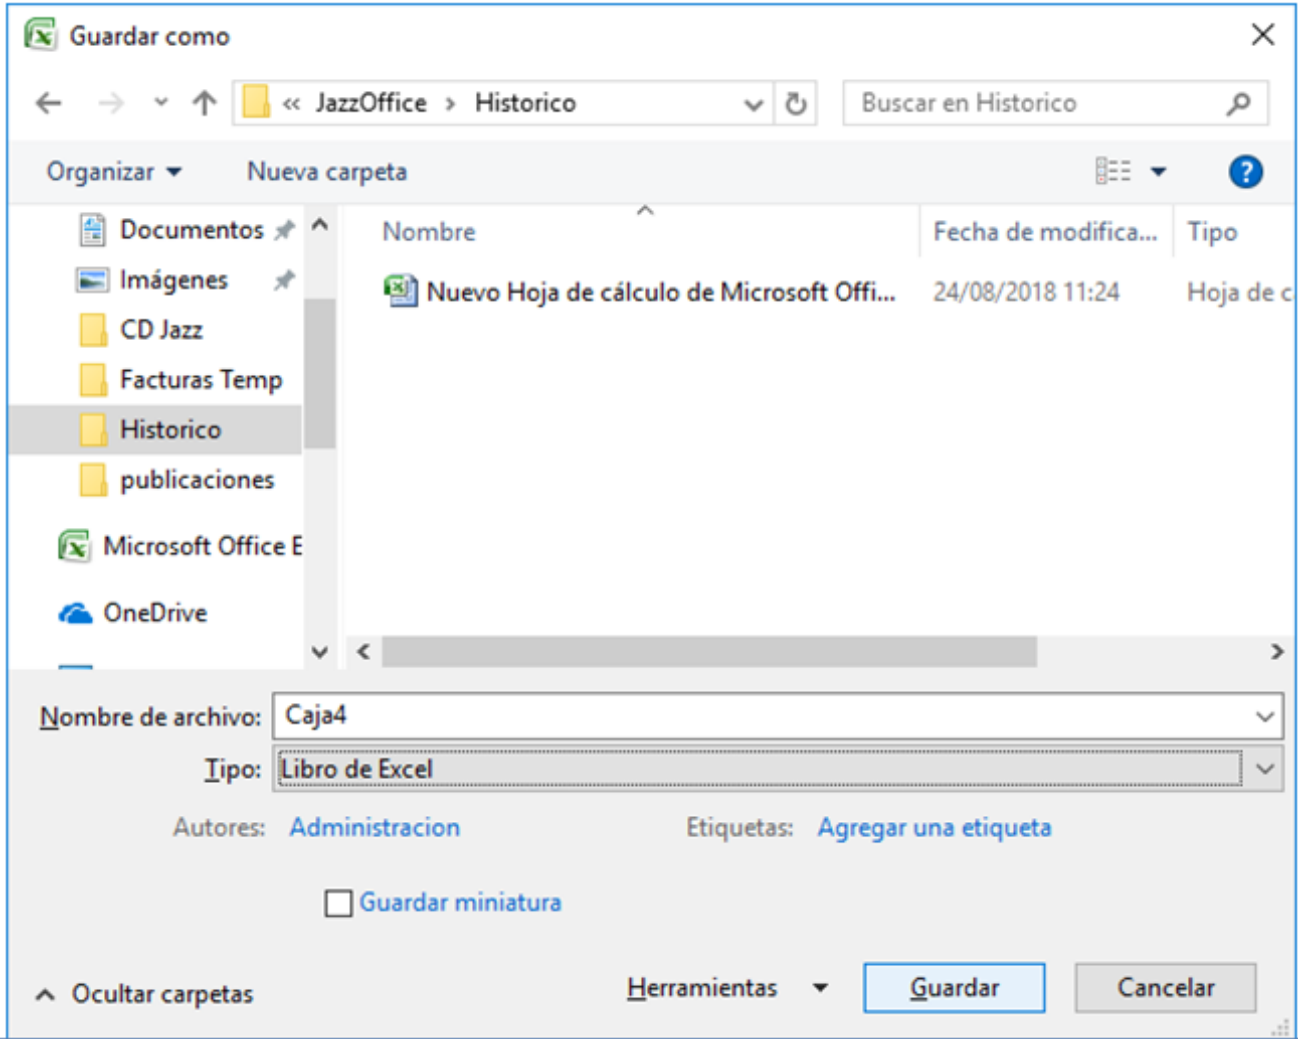 Guardar como
« JazzOffice › Historico
Buscar en Historico
Organizar
Nueva carpeta
?
Documentos
Imágenes
CD Jazz
Facturas Temp
Historico
publicaciones
Microsoft Office E
OneDrive
Nombre
Fecha de modifica...
Tipo
Nuevo Hoja de cálculo de Microsoft Offi...
24/08/2018 11:24
Hoja de c
Nombre de archivo: Caja4
Tipo: Libro de Excel
Autores: Administracion
Etiquetas: Agregar una etiqueta
Guardar miniatura
Ocultar carpetas
Herramientas
Guardar
Cancelar